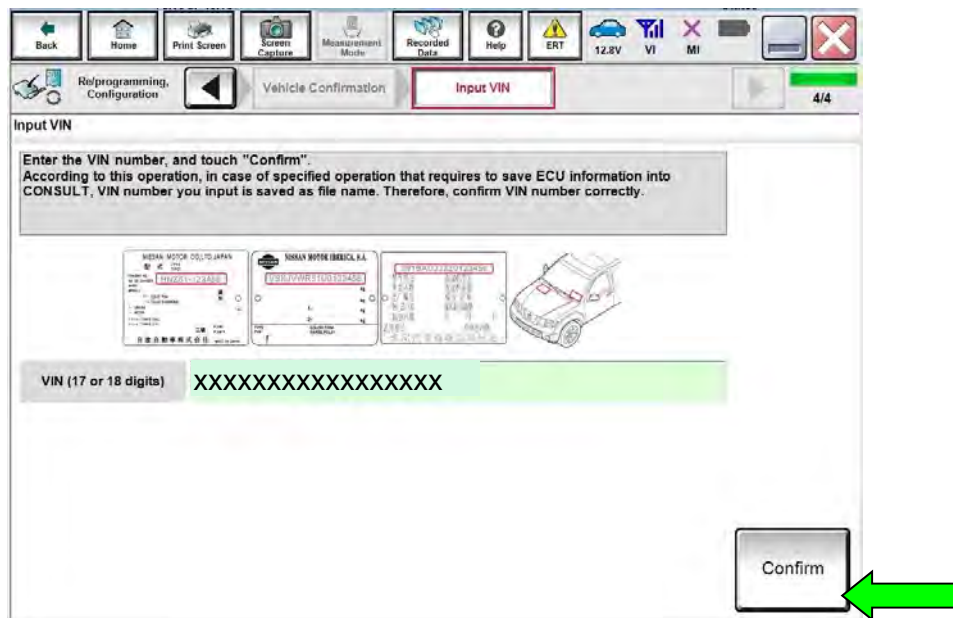 Back
Home
Print Screen
Screen Capture
Measurement Mode
Recorded Data
Help
ERT
12.8V
VI
MI
Re/programming,
Configuration
Vehicle Confirmation
Input VIN
4/4
Input VIN
Enter the VIN number, and touch "Confirm".
According to this operation, in case of specified operation that requires to save ECU information into
CONSULT, VIN number you input is saved as file name. Therefore, confirm VIN number correctly.
NISSAN MOTOR CO.,LTD.JAPAN
NISSAN MOTOR IBERICA, S.A.
VIN (17 or 18 digits)
XXXXXXXXXXXXXXXXX
Confirm